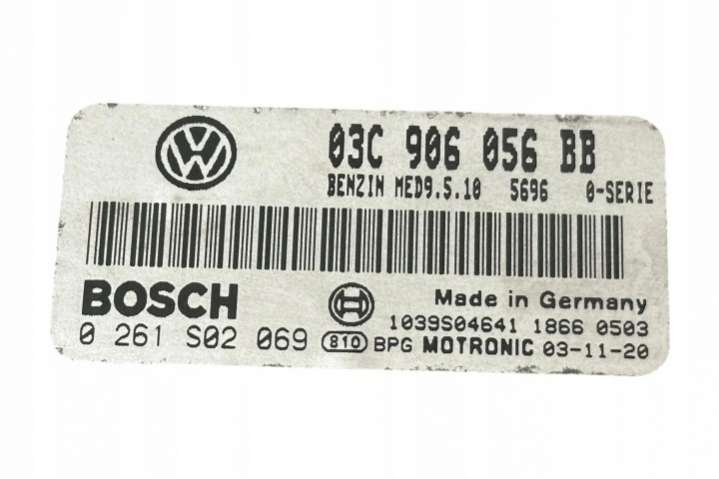 03C 906 056 BB
BENZIN MED9.5.10 5696 0-SERIE
BOSCH
Made in Germany
1039S04641 1866 0503
0 261 S02 069 810 BPG MOTRONIC 03-11-20